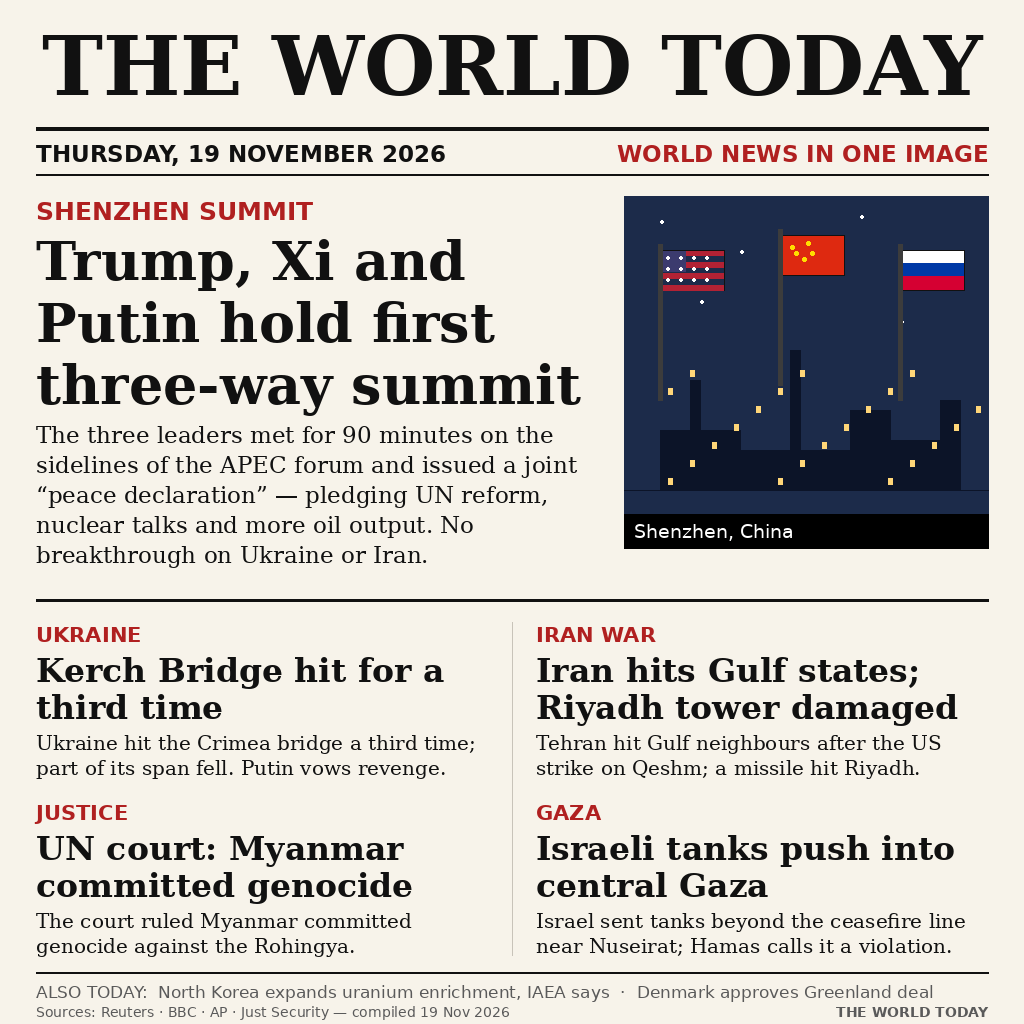 THE WORLD TODAY
THURSDAY, 19 NOVEMBER 2026
WORLD NEWS IN ONE IMAGE
SHENZHEN SUMMIT
Trump, Xi and
Putin hold first
three-way summit
The three leaders met for 90 minutes on the
sidelines of the APEC forum and issued a joint
“peace declaration” — pledging UN reform,
nuclear talks and more oil output. No
breakthrough on Ukraine or Iran.
Shenzhen, China
UKRAINE
Kerch Bridge hit for a
third time
Ukraine hit the Crimea bridge a third time;
part of its span fell. Putin vows revenge.
IRAN WAR
Iran hits Gulf states;
Riyadh tower damaged
Tehran hit Gulf neighbours after the US
strike on Qeshm; a missile hit Riyadh.
JUSTICE
UN court: Myanmar
committed genocide
The court ruled Myanmar committed
genocide against the Rohingya.
GAZA
Israeli tanks push into
central Gaza
Israel sent tanks beyond the ceasefire line
near Nuseirat; Hamas calls it a violation.
ALSO TODAY:  North Korea expands uranium enrichment, IAEA says  ·  Denmark approves Greenland deal
Sources: Reuters · BBC · AP · Just Security — compiled 19 Nov 2026
THE WORLD TODAY